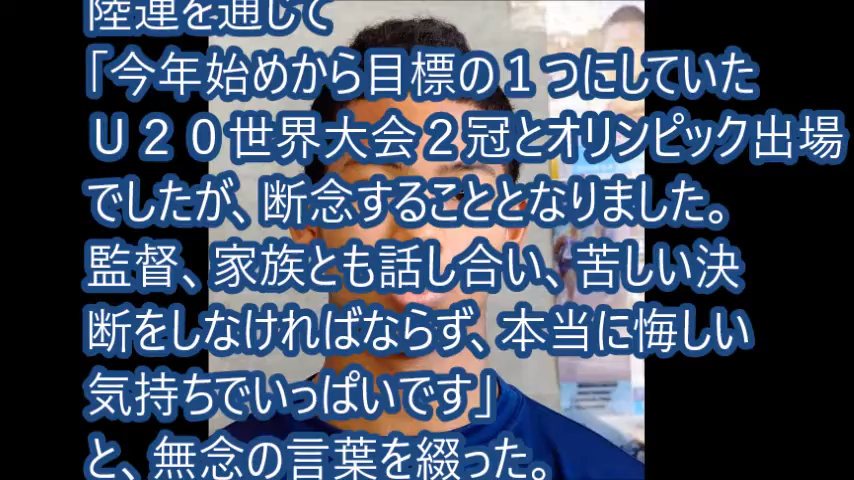 陸連を通じて
「今年始めから目標の１つにしていた
Ｕ２０世界大会２冠とオリンピック出場
でしたが、断念することとなりました。
監督、家族とも話し合い、苦しい決
断をしなければならず、本当に悔しい
気持ちでいっぱいです」
と、無念の言葉を綴った。